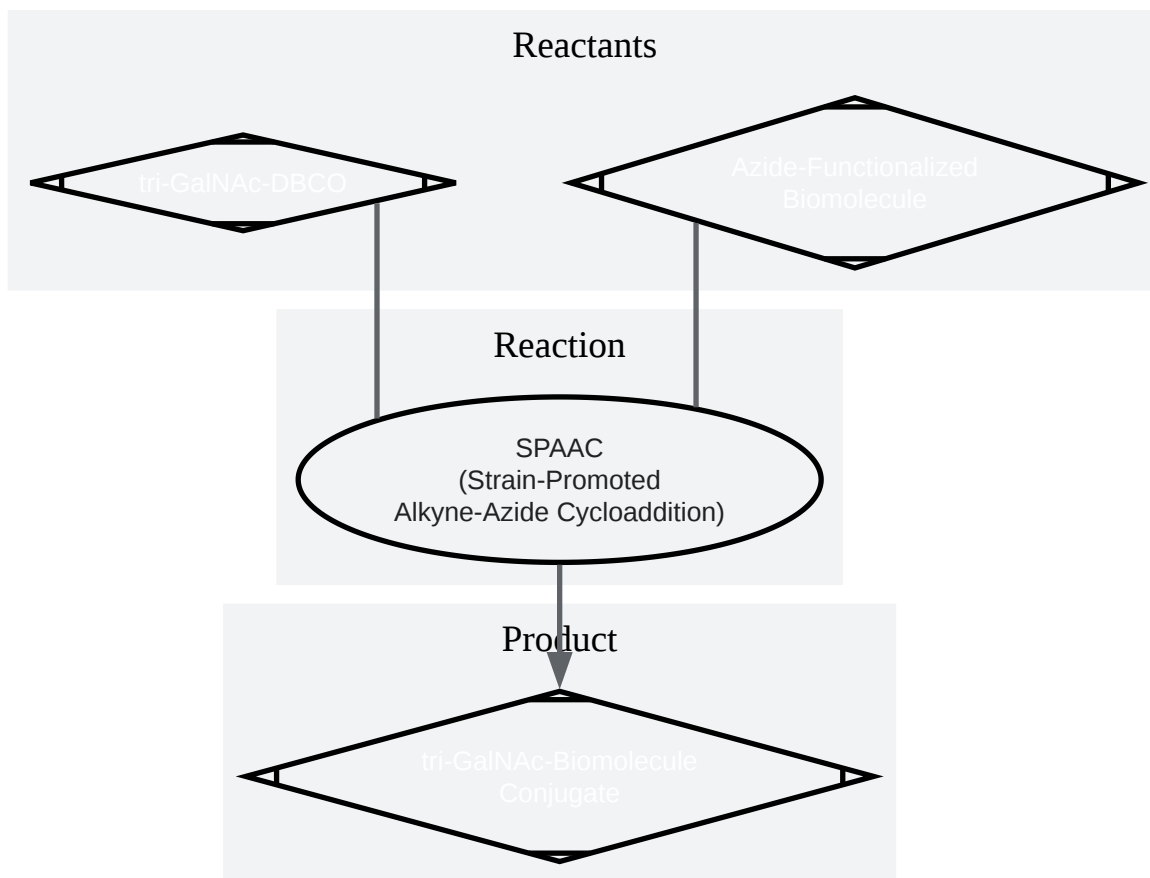 Reactants
tri-GalNAc-DBCO
Azide-Functionalized
Biomolecule
Reaction
SPAAC
(Strain-Promoted
Alkyne-Azide Cycloaddition)
Product
tri-GalNAc-Biomolecule
Conjugate